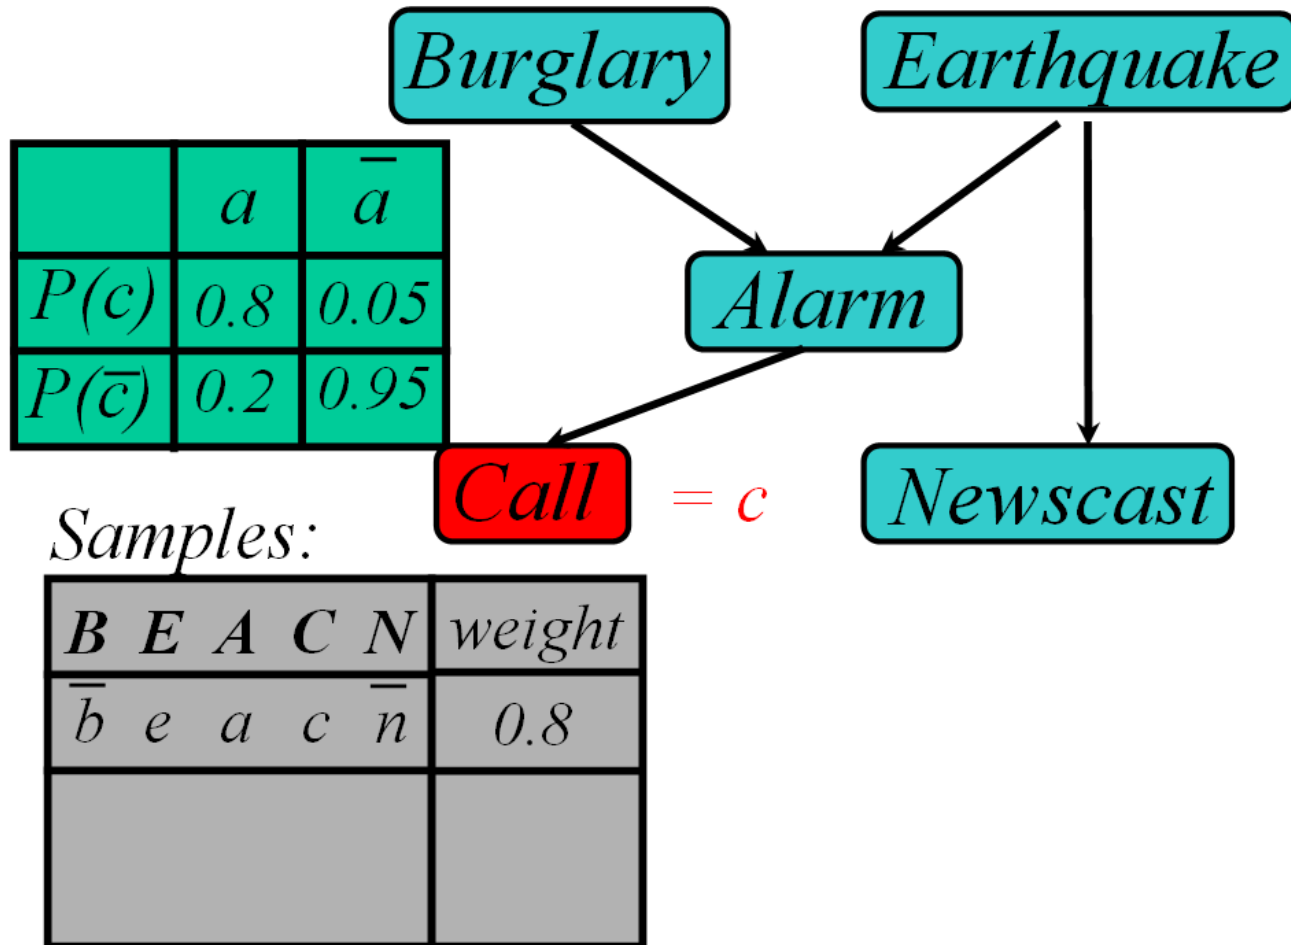 Burglary Earthquake
a a̅
P(c) 0.8 0.05
P(c̅) 0.2 0.95
Alarm
Call = c Newscast
Samples:
B E A C N weight
b̅ e a c n̅ 0.8